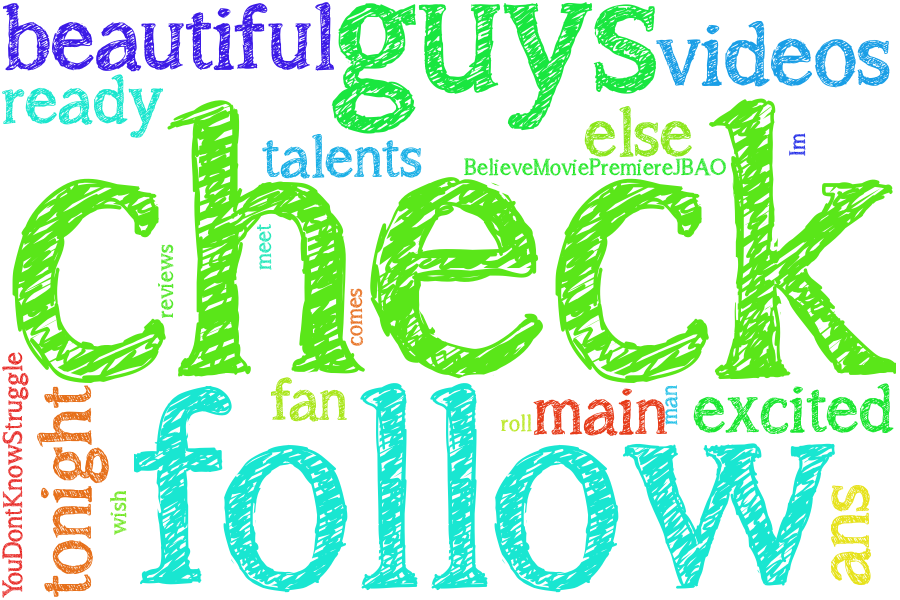 beautiful
guys
videos
ready
talents
else
Im
BelieveMoviePremiereJBAO
check
reviews
meet
comes
YouDontKnowStruggle
tonight
fan
roll
main
nan
excited
wish
follow
ans